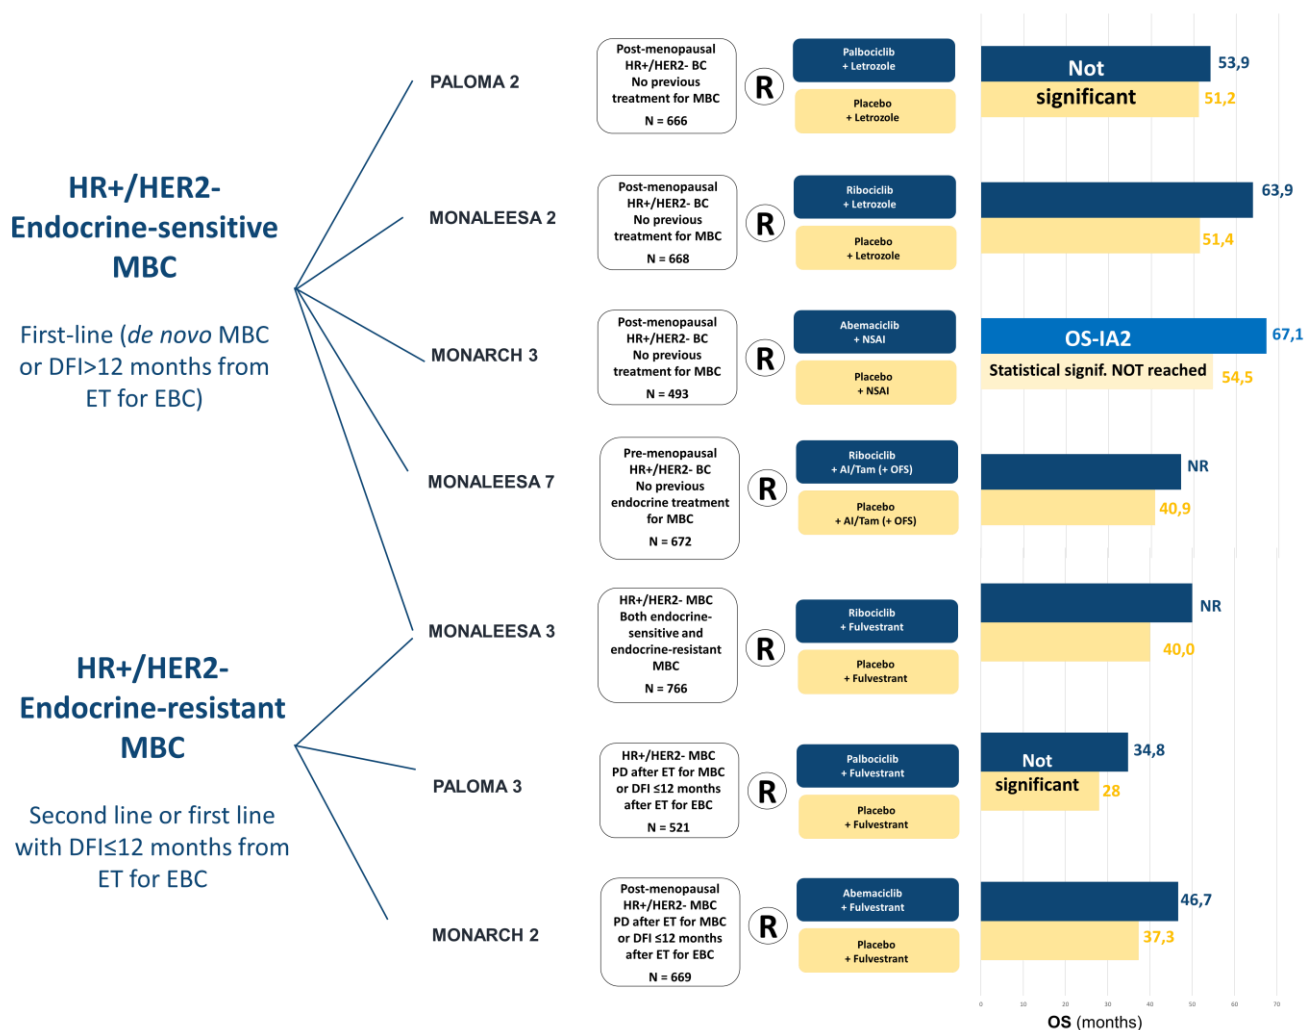 HR+/HER2-
Endocrine-sensitive
MBC
First-line (de novo MBC
or DFI>12 months from
ET for EBC)
HR+/HER2-
Endocrine-resistant
MBC
Second line or first line
with DFI≤12 months from
ET for EBC
PALOMA 2
Post-menopausal
HR+/HER2- BC
No previous
treatment for MBC
N = 666
R
Palbociclib
+ Letrozole
Placebo
+ Letrozole
Not
significant
53,9
51,2
MONALEESA 2
Post-menopausal
HR+/HER2- BC
No previous
treatment for MBC
N = 668
R
Ribociclib
+ Letrozole
Placebo
+ Letrozole
63,9
51,4
MONARCH 3
Post-menopausal
HR+/HER2- BC
No previous
treatment for MBC
N = 493
R
Abemaciclib
+ NSAI
Placebo
+ NSAI
OS-IA2
67,1
Statistical signif. NOT reached
54,5
MONALEESA 7
Pre-menopausal
HR+/HER2- BC
No previous
endocrine treatment
for MBC
N = 672
R
Ribociclib
+ AI/Tam (+ OFS)
Placebo
+ AI/Tam (+ OFS)
NR
40,9
MONALEESA 3
HR+/HER2- MBC
Both endocrine-
sensitive and
endocrine-resistant
MBC
N = 766
R
Ribociclib
+ Fulvestrant
Placebo
+ Fulvestrant
NR
40,0
PALOMA 3
HR+/HER2- MBC
PD after ET for MBC
or DFI ≤12 months
after ET for EBC
N = 521
R
Palbociclib
+ Fulvestrant
Placebo
+ Fulvestrant
Not
significant
34,8
28
MONARCH 2
Post-menopausal
HR+/HER2- MBC
PD after ET for MBC
or DFI ≤12 months
after ET for EBC
N = 669
R
Abemaciclib
+ Fulvestrant
Placebo
+ Fulvestrant
46,7
37,3
0 10 20 30 40 50 60 70
OS (months)